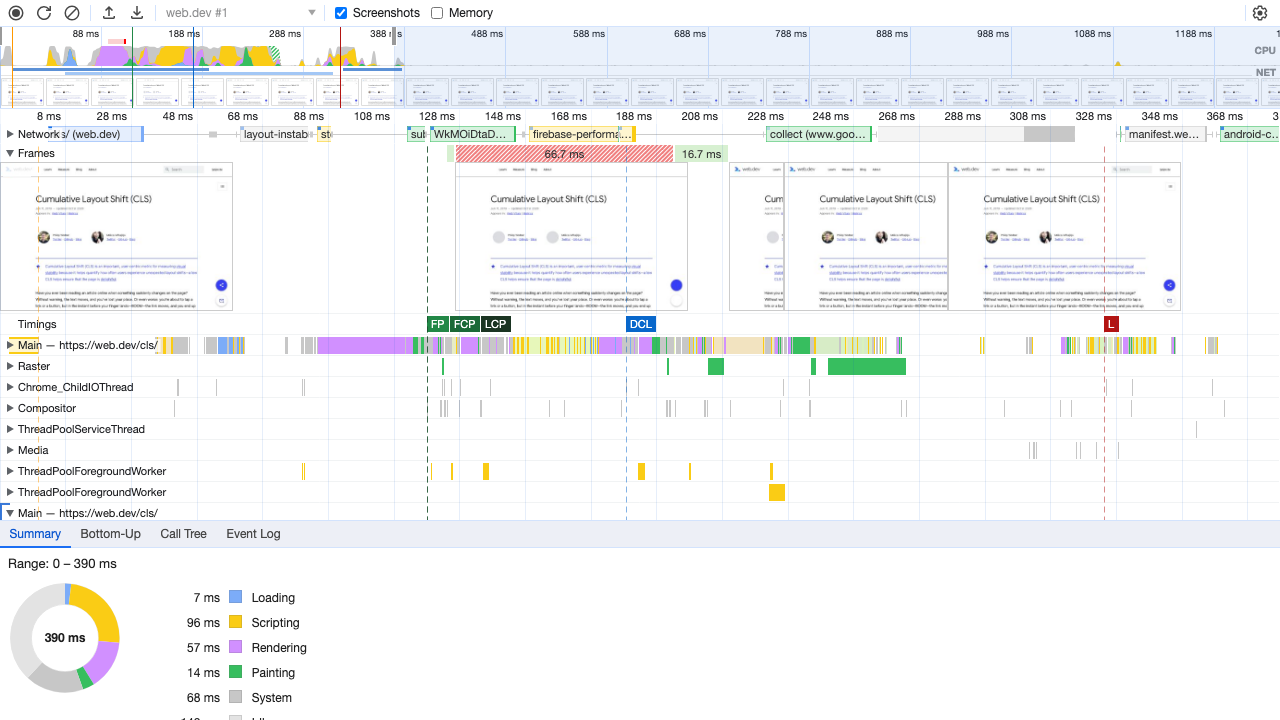 web.dev #1 Screenshots Memory
88 ms 188 ms 288 ms 388 ms 488 ms 588 ms 688 ms 788 ms 888 ms 988 ms 1088 ms 1188 ms
CPU
NET
8 ms 28 ms 48 ms 68 ms 88 ms 108 ms 128 ms 148 ms 168 ms 188 ms 208 ms 228 ms 248 ms 268 ms 288 ms 308 ms 328 ms 348 ms 368 ms 3
Network s/ (web.dev) layout-instab WkMOiDtaD… firebase-performa… … collect (www.goo… manifest.we… android-c…
Frames 66.7 ms 16.7 ms
Cumulative Layout Shift (CLS) Cumulative Layout Shift (CLS) Cum Cumulative Layout Shift (CLS) Cumulative Layout Shift (CLS)
Timings FP FCP LCP DCL L
Main — https://web.dev/cls/
Raster
Chrome_ChildIOThread
Compositor
ThreadPoolServiceThread
Media
ThreadPoolForegroundWorker
ThreadPoolForegroundWorker
Main — https://web.dev/cls/
Summary Bottom-Up Call Tree Event Log
Range: 0 – 390 ms
390 ms
7 ms Loading
96 ms Scripting
57 ms Rendering
14 ms Painting
68 ms System